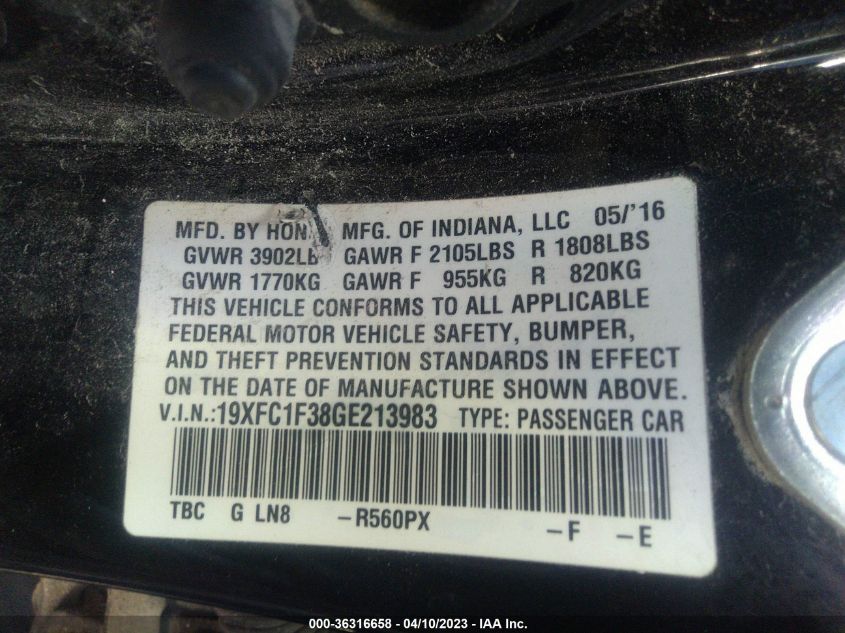 MFD. BY HON MFG. OF INDIANA, LLC 05/'16
GVWR 3902LB GAWR F 2105LBS R 1808LBS
GVWR 1770KG GAWR F 955KG R 820KG
THIS VEHICLE CONFORMS TO ALL APPLICABLE
FEDERAL MOTOR VEHICLE SAFETY, BUMPER,
AND THEFT PREVENTION STANDARDS IN EFFECT
ON THE DATE OF MANUFACTURE SHOWN ABOVE.
V.I.N.:19XFC1F38GE213983 TYPE: PASSENGER CAR
TBC G LN8 -R560PX -F -E
000-36316658 - 04/10/2023 - IAA Inc.